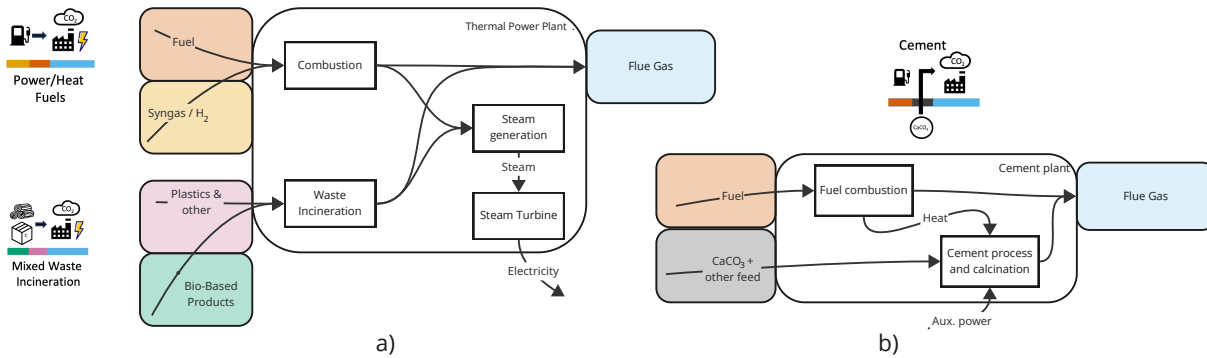 CO₂
Power/Heat
Fuels
CO₂
Mixed Waste
Incineration
Fuel
Syngas / H₂
Plastics &
other
Bio-Based
Products
Thermal Power Plant
Combustion
Waste
Incineration
Steam
generation
Steam
Steam Turbine
Electricity
Flue Gas
a)
Cement
CO₂
CaCO₃
Fuel
CaCO₃ +
other feed
Cement plant
Fuel combustion
Heat
Cement process
and calcination
Aux. power
Flue Gas
b)